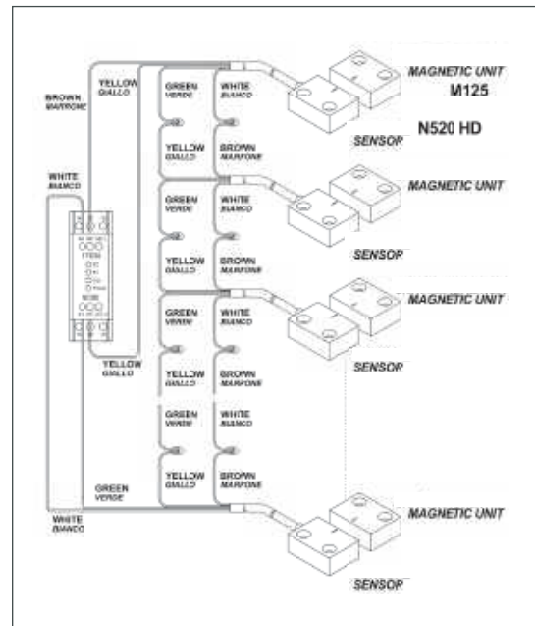 YELLOW
GIALLO
GREEN
VERDE
WHITE
BIANCO
MAGNETIC UNIT
M125
BROWN
MARRONE
N520 HD
SENSOR
YELLOW
GIALLO
BROWN
MARRONE
WHITE
BIANCO
MAGNETIC UNIT
GREEN
VERDE
WHITE
BIANCO
SENSOR
YELLOW
GIALLO
BROWN
MARRONE
MAGNETIC UNIT
GREEN
VERDE
WHITE
BIANCO
YELLOW
GIALLO
SENSOR
YELLOW
GIALLO
BROWN
MARRONE
GREEN
VERDE
WHITE
BIANCO
YELLOW
GIALLO
BROWN
MARRONE
GREEN
VERDE
MAGNETIC UNIT
WHITE
BIANCO
SENSOR